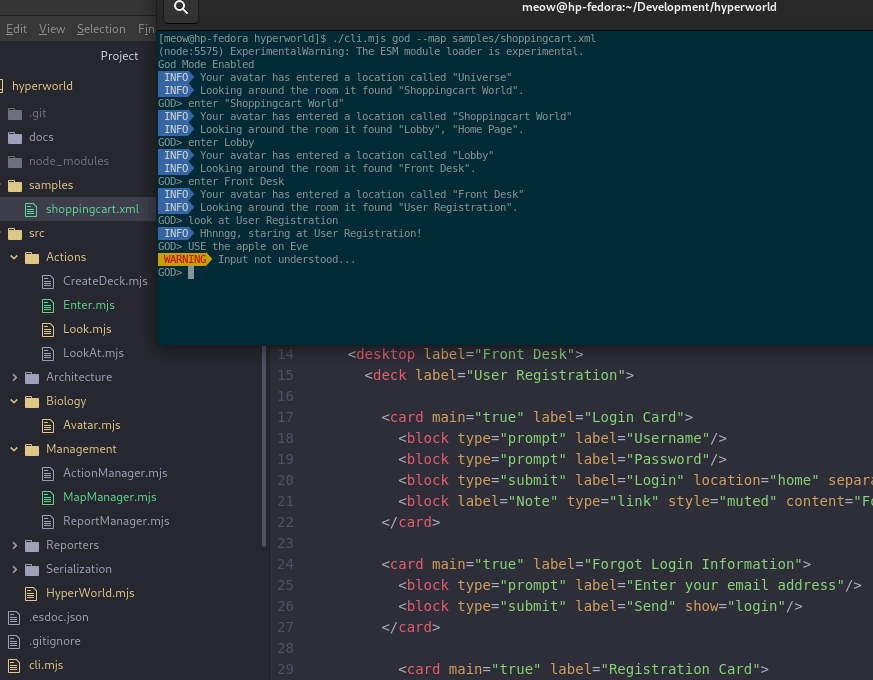 meow@hp-fedora:~/Development/hyperworld
Edit View Selection Fin
Project
hyperworld
.git
docs
node_modules
samples
shoppingcart.xml
src
Actions
CreateDeck.mjs
Enter.mjs
Look.mjs
LookAt.mjs
Architecture
Biology
Avatar.mjs
Management
ActionManager.mjs
MapManager.mjs
ReportManager.mjs
Reporters
Serialization
HyperWorld.mjs
.esdoc.json
.gitignore
cli.mjs
[meow@hp-fedora hyperworld]$ ./cli.mjs god --map samples/shoppingcart.xml
(node:5575) ExperimentalWarning: The ESM module loader is experimental.
God Mode Enabled
INFO Your avatar has entered a location called "Universe"
INFO Looking around the room it found "Shoppingcart World".
GOD> enter "Shoppingcart World"
INFO Your avatar has entered a location called "Shoppingcart World"
INFO Looking around the room it found "Lobby", "Home Page".
GOD> enter Lobby
INFO Your avatar has entered a location called "Lobby"
INFO Looking around the room it found "Front Desk".
GOD> enter Front Desk
INFO Your avatar has entered a location called "Front Desk"
INFO Looking around the room it found "User Registration".
GOD> look at User Registration
INFO Hhnngg, staring at User Registration!
GOD> USE the apple on Eve
WARNING Input not understood...
GOD>
14 <desktop label="Front Desk">
15 <deck label="User Registration">
16
17 <card main="true" label="Login Card">
18 <block type="prompt" label="Username"/>
19 <block type="prompt" label="Password"/>
20 <block type="submit" label="Login" location="home" separa
21 <block label="Note" type="link" style="muted" content="Fo
22 </card>
23
24 <card main="true" label="Forgot Login Information">
25 <block type="prompt" label="Enter your email address"/>
26 <block type="submit" label="Send" show="login"/>
27 </card>
28
29 <card main="true" label="Registration Card">